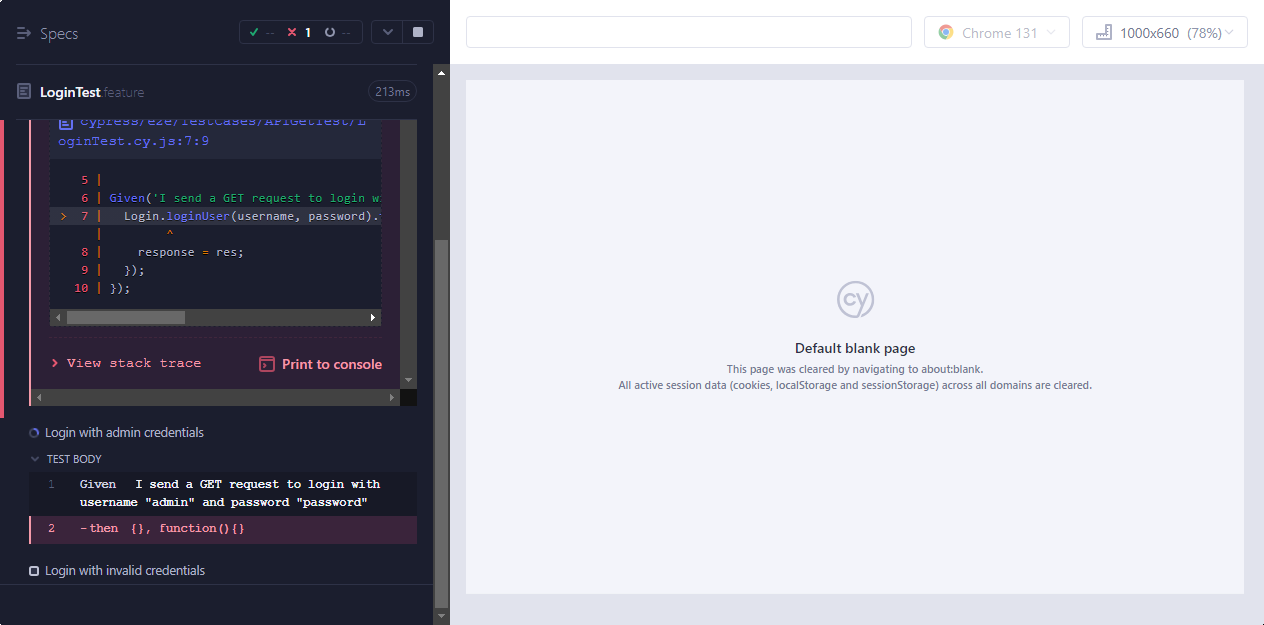 Specs
-- 1 --
Chrome 131
1000x660 (78%)
LoginTest feature
213ms
cypress/e2e/TestCases/APIGetTest/L
oginTest.cy.js:7:9
5 |
6 | Given('I send a GET request to login wi
> 7 | Login.loginUser(username, password).
| ^
8 | response = res;
9 | });
10 | });
View stack trace
Print to console
Login with admin credentials
TEST BODY
1 Given I send a GET request to login with
username "admin" and password "password"
2 -then {}, function(){}
Login with invalid credentials
cy
Default blank page
This page was cleared by navigating to about:blank.
All active session data (cookies, localStorage and sessionStorage) across all domains are cleared.